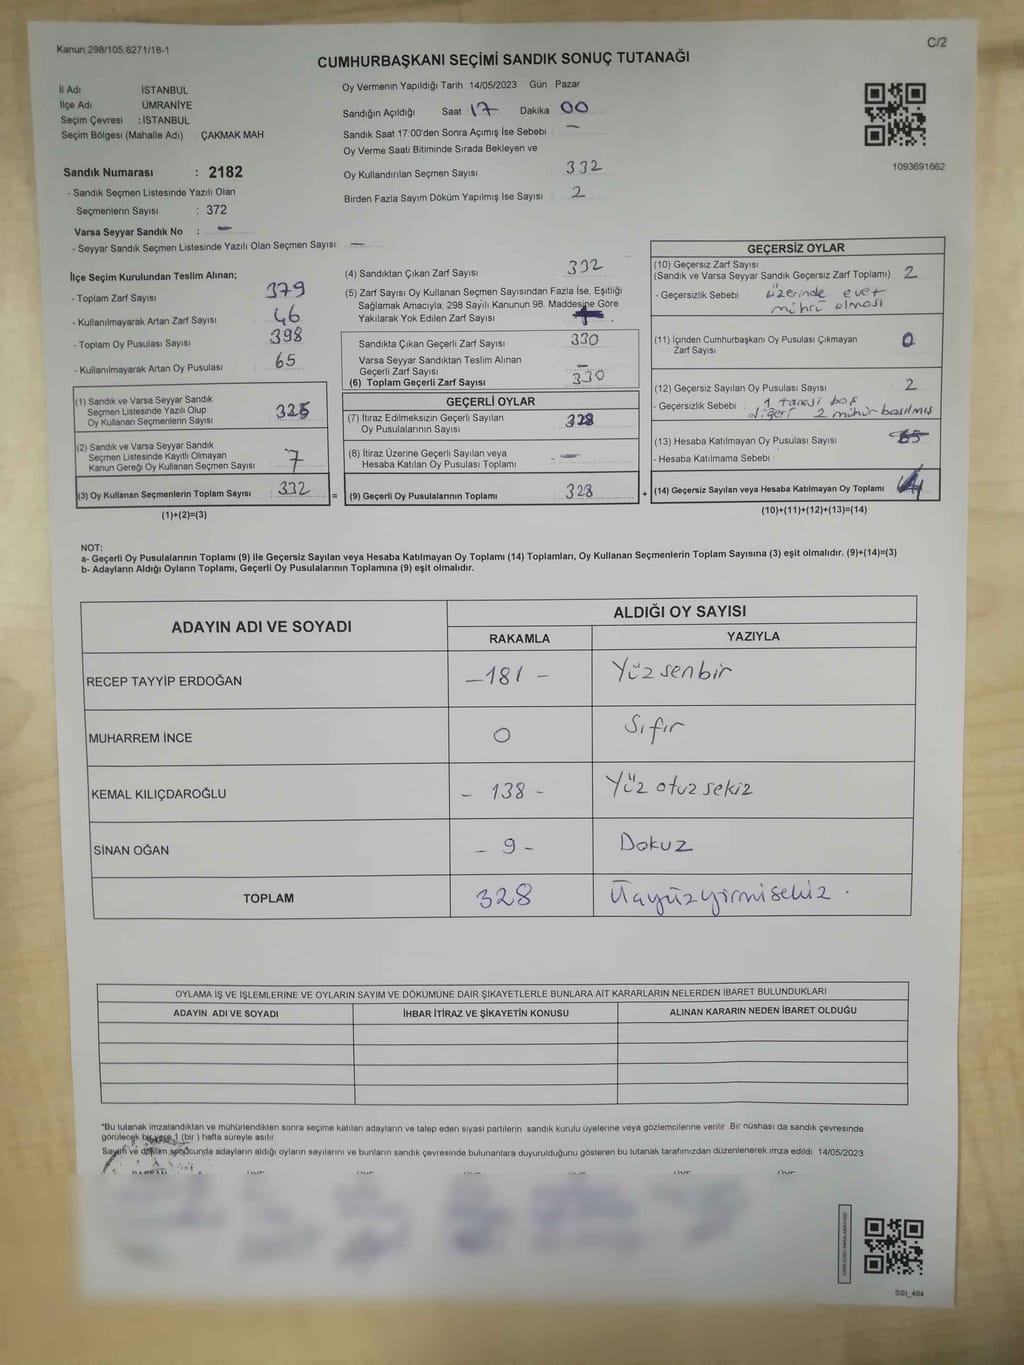 Kanun 298/105,6271/18-1
C/2
CUMHURBAŞKANI SEÇİMİ SANDIK SONUÇ TUTANAĞI
İl Adı İSTANBUL
İlçe Adı ÜMRANİYE
Seçim Çevresi : İSTANBUL
Seçim Bölgesi (Mahalle Adı) ÇAKMAK MAH
Oy Vermenin Yapıldığı Tarih 14/05/2023 Gün Pazar
Sandığın Açıldığı Saat 17 Dakika 00
Sandık Saat 17:00'den Sonra Açılmış İse Sebebi : —
Oy Verme Saati Bitiminde Sırada Bekleyen ve
Oy Kullandırılan Seçmen Sayısı 332
Birden Fazla Sayım Döküm Yapılmış İse Sayısı : 2
1093691662
Sandık Numarası : 2182
- Sandık Seçmen Listesinde Yazılı Olan
Seçmenlerin Sayısı : 372
Varsa Seyyar Sandık No : —
- Seyyar Sandık Seçmen Listesinde Yazılı Olan Seçmen Sayısı: —
İlçe Seçim Kurulundan Teslim Alınan;
- Toplam Zarf Sayısı 379
- Kullanılmayarak Artan Zarf Sayısı 46
- Toplam Oy Pusulası Sayısı 398
- Kullanılmayarak Artan Oy Pusulası 65
(1) Sandık ve Varsa Seyyar Sandık
Seçmen Listesinde Yazılı Olup
Oy Kullanan Seçmenlerin Sayısı : 325
(2) Sandık ve Varsa Seyyar Sandık
Seçmen Listesinde Kayıtlı Olmayan
Kanun Gereği Oy Kullanan Seçmen Sayısı : 7
(3) Oy Kullanan Seçmenlerin Toplam Sayısı : 332
(1)+(2)=(3)
(4) Sandıktan Çıkan Zarf Sayısı 332
(5) Zarf Sayısı Oy Kullanan Seçmen Sayısından Fazla İse, Eşitliği
Sağlamak Amacıyla; 298 Sayılı Kanunun 98. Maddesine Göre
Yakılarak Yok Edilen Zarf Sayısı
Sandıkta Çıkan Geçerli Zarf Sayısı 330
Varsa Seyyar Sandıktan Teslim Alınan
Geçerli Zarf Sayısı —
(6) Toplam Geçerli Zarf Sayısı 330
GEÇERLİ OYLAR
(7) İtiraz Edilmeksizin Geçerli Sayılan
Oy Pusulalarının Sayısı 328
(8) İtiraz Üzerine Geçerli Sayılan veya
Hesaba Katılan Oy Pusulası Toplamı —
= (9) Geçerli Oy Pusulalarının Toplamı 328
GEÇERSİZ OYLAR
(10) Geçersiz Zarf Sayısı
(Sandık ve Varsa Seyyar Sandık Geçersiz Zarf Toplamı) 2
- Geçersizlik Sebebi : üzerinde evet
mührü olması
(11) İçinden Cumhurbaşkanı Oy Pusulası Çıkmayan
Zarf Sayısı 0
(12) Geçersiz Sayılan Oy Pusulası Sayısı 2
- Geçersizlik Sebebi : 1 tanesi boş
diğeri 2 mühür basılmış
(13) Hesaba Katılmayan Oy Pusulası Sayısı
- Hesaba Katılmama Sebebi
+ (14) Geçersiz Sayılan veya Hesaba Katılmayan Oy Toplamı : 4
(10)+(11)+(12)+(13)=(14)
NOT:
a- Geçerli Oy Pusulalarının Toplamı (9) ile Geçersiz Sayılan veya Hesaba Katılmayan Oy Toplamı (14) Toplamları, Oy Kullanan Seçmenlerin Toplam Sayısına (3) eşit olmalıdır. (9)+(14)=(3)
b- Adayların Aldığı Oyların Toplamı, Geçerli Oy Pusulalarının Toplamına (9) eşit olmalıdır.
ADAYIN ADI VE SOYADI
ALDIĞI OY SAYISI
RAKAMLA YAZIYLA
RECEP TAYYİP ERDOĞAN —181 - Yüz senbir
MUHARREM İNCE 0 Sıfır
KEMAL KILIÇDAROĞLU - 138 - Yüz otuz sekiz
SİNAN OĞAN - 9 - Dokuz
TOPLAM 328 Üçyüzyirmisekiz .
OYLAMA İŞ VE İŞLEMLERİNE VE OYLARIN SAYIM VE DÖKÜMÜNE DAİR ŞİKAYETLERLE BUNLARA AİT KARARLARIN NELERDEN İBARET BULUNDUKLARI
ADAYIN ADI VE SOYADI İHBAR İTİRAZ VE ŞİKAYETİN KONUSU ALINAN KARARIN NEDEN İBARET OLDUĞU
*Bu tutanak imzalandıktan ve mühürlendikten sonra seçime katılan adayların ve talep eden siyasi partilerin sandık kurulu üyelerine veya gözlemcilerine verilir. Bir nüshası da sandık çevresinde
görülecek bir yere 1 (bir ) hafta süreyle asılır.
Sayım ve döküm sonucunda adayların aldığı oyların sayılarını ve bunların sandık çevresinde bulunanlara duyurulduğunu gösteren bu tutanak tarafımızdan düzenlenerek imza edildi. 14/05/2023
SSI_404